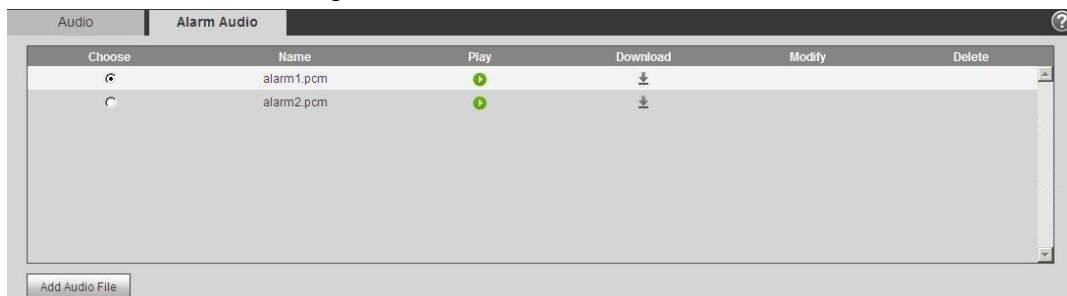 Audio Alarm Audio ?
Choose Name Play Download Modify Delete
alarm1.pcm
alarm2.pcm
Add Audio File